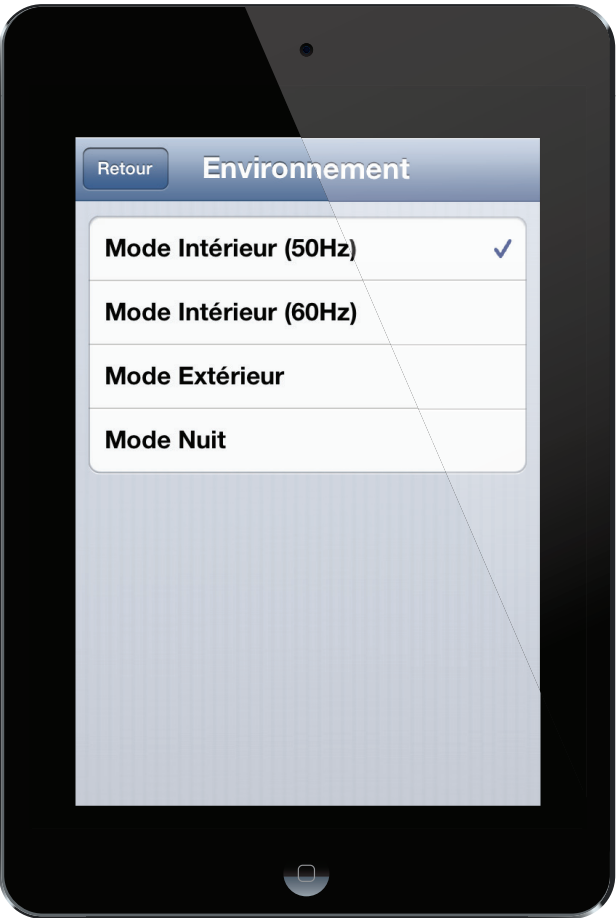 Retour
Environnement
Mode Intérieur (50Hz)
Mode Intérieur (60Hz)
Mode Extérieur
Mode Nuit